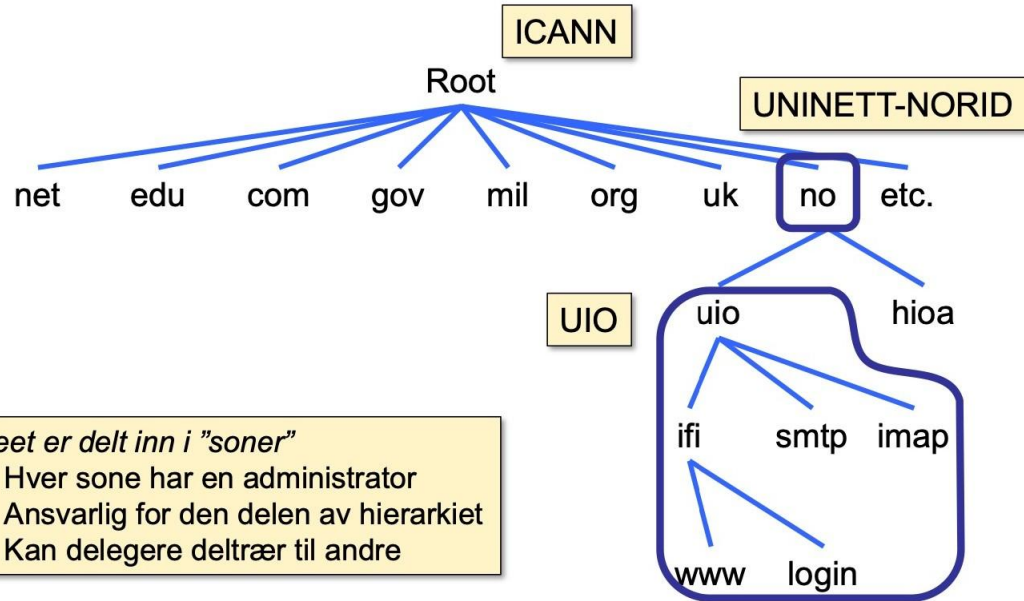 ICANN
Root
UNINETT-NORID
net edu com gov mil org uk no etc.
UIO
uio hioa
ifi smtp imap
eet er delt inn i ”soner”
Hver sone har en administrator
Ansvarlig for den delen av hierarkiet
Kan delegere deltrær til andre
www login